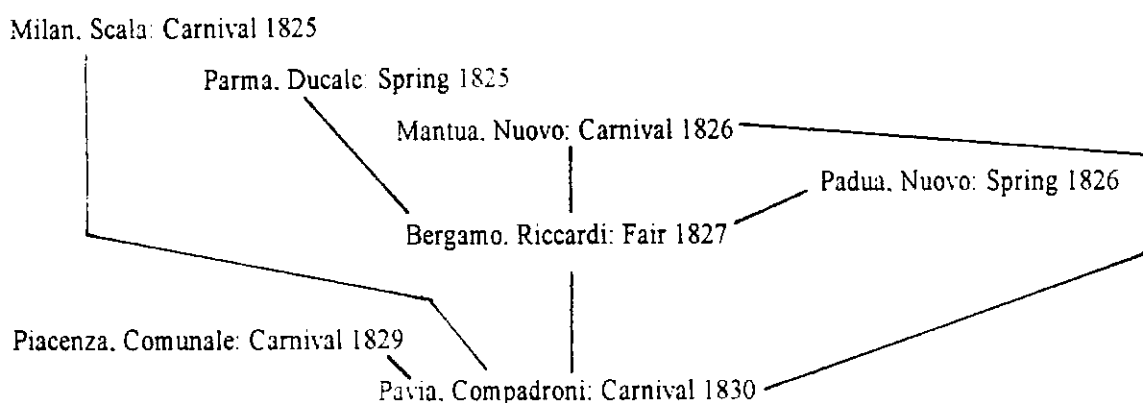 Milan. Scala: Carnival 1825
Parma. Ducale: Spring 1825
Mantua. Nuovo: Carnival 1826
Padua. Nuovo: Spring 1826
Bergamo. Riccardi: Fair 1827
Piacenza. Comunale: Carnival 1829
Pavia. Compadroni: Carnival 1830